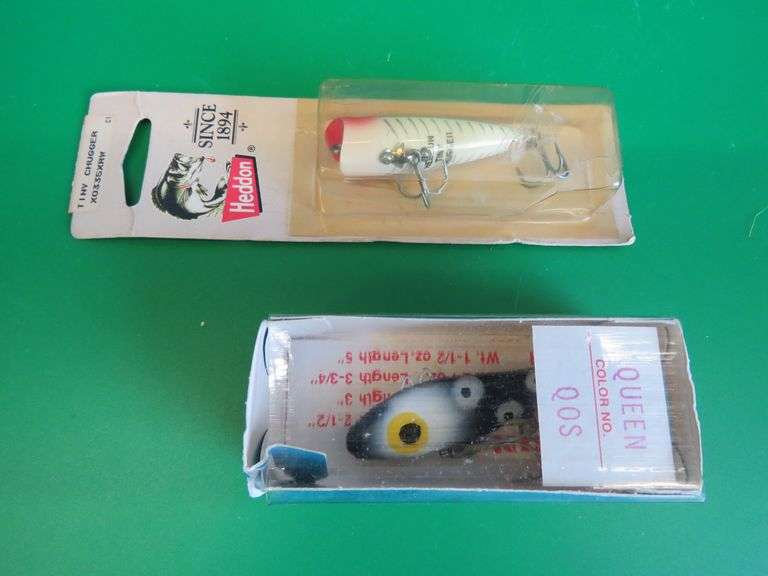 TINY CHUGGER
X0335XRW
SINCE
1894
Heddon®
Wt. 1-1/2 oz. Length 5"
Length 3-3/4"
Length 3"
2-1/2"
QUEEN
COLOR NO.
QOS